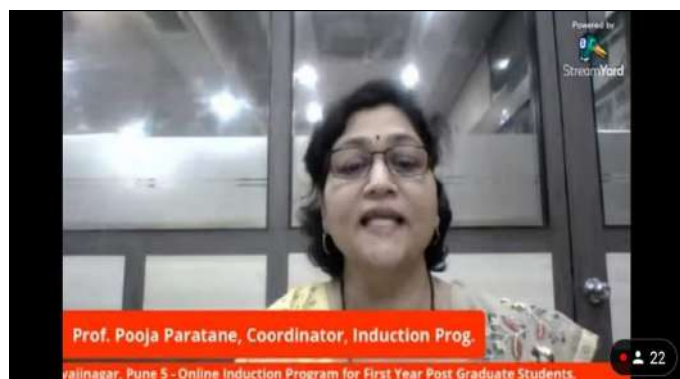 Powered by
StreamYard
Prof. Pooja Paratane, Coordinator, Induction Prog.
22
Pune 5 - Online Induction Program for First Year Post Graduate Students.